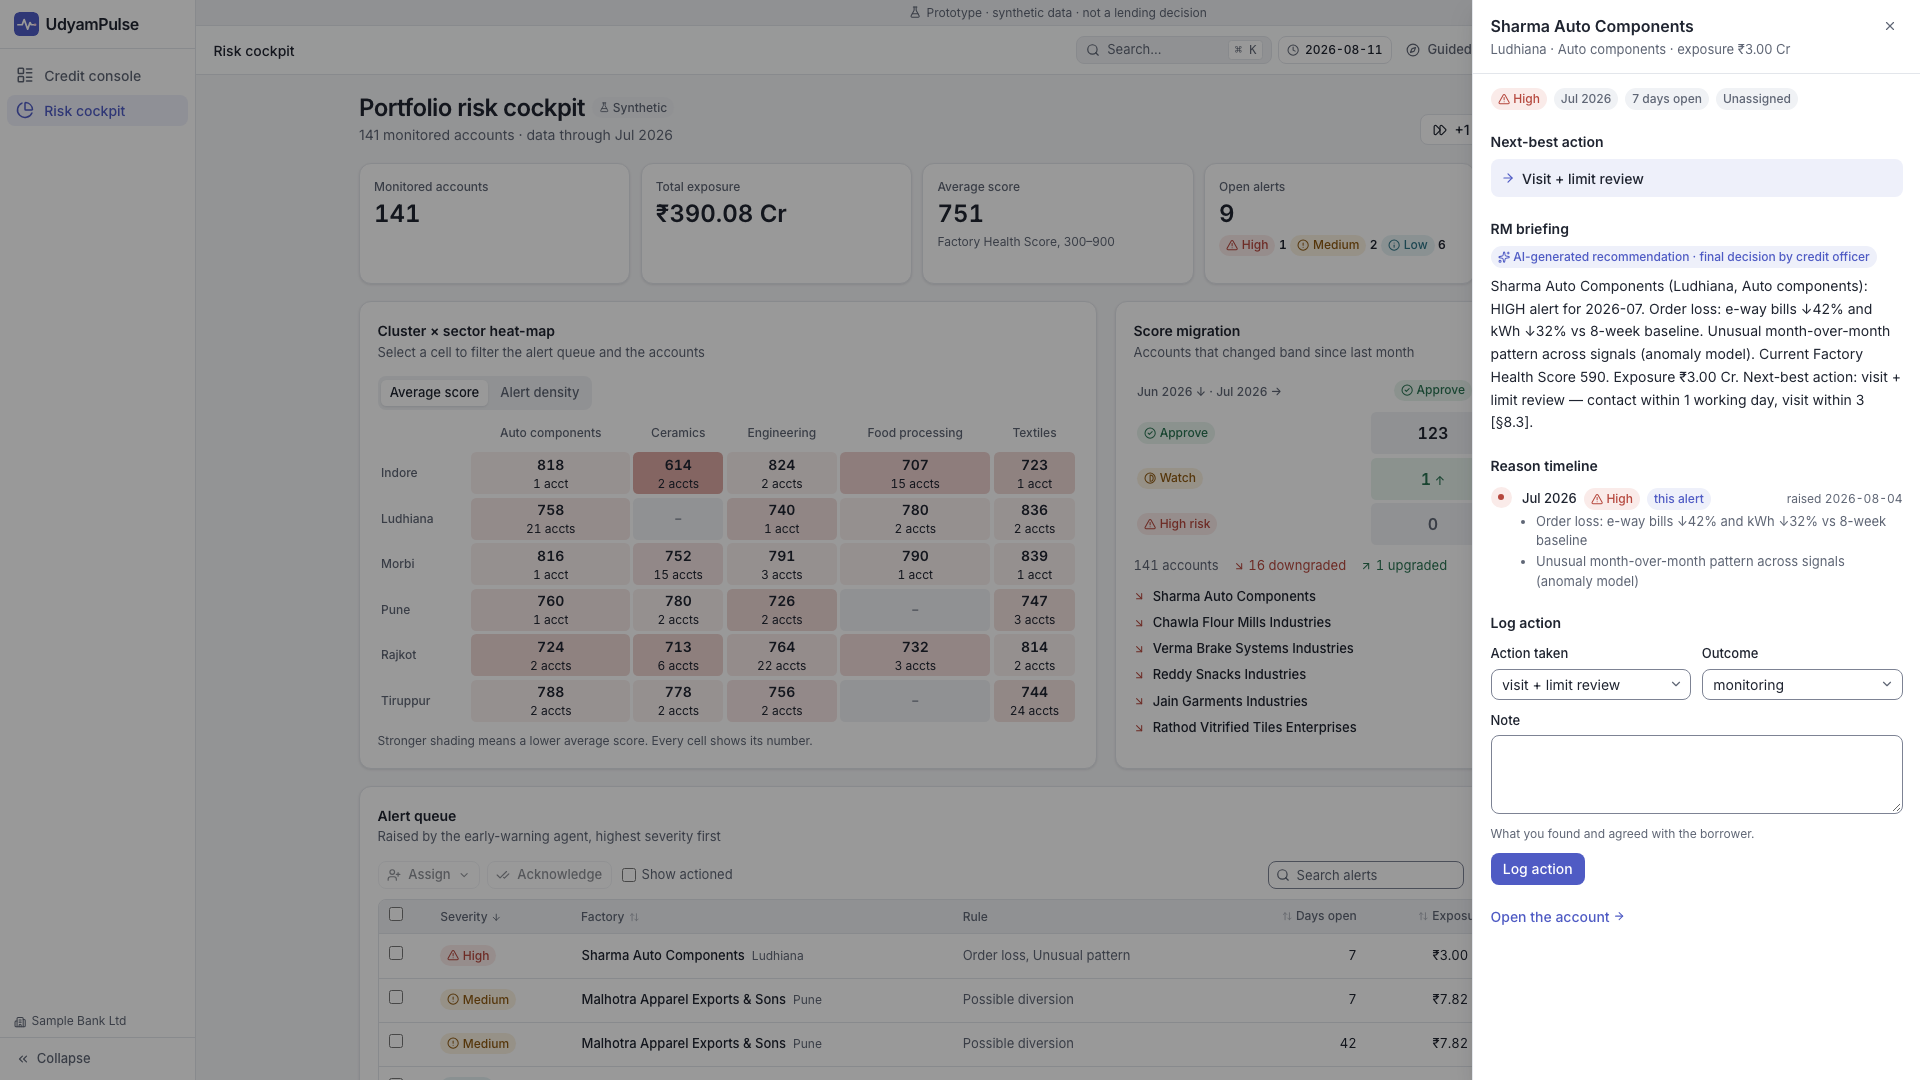 UdyamPulse
Credit console
Risk cockpit
Sample Bank Ltd
Collapse
Prototype · synthetic data · not a lending decision
Risk cockpit
Search...
⌘ K
2026-08-11
Guided
Portfolio risk cockpit
Synthetic
141 monitored accounts · data through Jul 2026
+1
Monitored accounts
141
Total exposure
₹390.08 Cr
Average score
751
Factory Health Score, 300–900
Open alerts
9
High 1 Medium 2 Low 6
Cluster × sector heat-map
Select a cell to filter the alert queue and the accounts
Average score Alert density
Auto components Ceramics Engineering Food processing Textiles
Indore
818 614 824 707 723
1 acct 2 accts 2 accts 15 accts 1 acct
Ludhiana
758 – 740 780 836
21 accts 1 acct 2 accts 2 accts
Morbi
816 752 791 790 839
1 acct 15 accts 3 accts 1 acct 1 acct
Pune
760 780 726 – 747
1 acct 2 accts 2 accts 3 accts
Rajkot
724 713 764 732 814
2 accts 6 accts 22 accts 3 accts 2 accts
Tiruppur
788 778 756 – 744
2 accts 2 accts 2 accts 24 accts
Stronger shading means a lower average score. Every cell shows its number.
Score migration
Accounts that changed band since last month
Jun 2026 ↓ · Jul 2026 →
Approve
Approve 123
Watch 1 ↑
High risk 0
141 accounts ↘ 16 downgraded ↗ 1 upgraded
↘ Sharma Auto Components
↘ Chawla Flour Mills Industries
↘ Verma Brake Systems Industries
↘ Reddy Snacks Industries
↘ Jain Garments Industries
↘ Rathod Vitrified Tiles Enterprises
Alert queue
Raised by the early-warning agent, highest severity first
Assign
Acknowledge
Show actioned
Search alerts
Severity ↓ Factory ↑↓ Rule ↑↓ Days open ↑↓ Exposu
High Sharma Auto Components Ludhiana Order loss, Unusual pattern 7 ₹3.00
Medium Malhotra Apparel Exports & Sons Pune Possible diversion 7 ₹7.82
Medium Malhotra Apparel Exports & Sons Pune Possible diversion 42 ₹7.82
Sharma Auto Components
Ludhiana · Auto components · exposure ₹3.00 Cr
High Jul 2026 7 days open Unassigned
Next-best action
→ Visit + limit review
RM briefing
AI-generated recommendation · final decision by credit officer
Sharma Auto Components (Ludhiana, Auto components):
HIGH alert for 2026-07. Order loss: e-way bills ↓42% and
kWh ↓32% vs 8-week baseline. Unusual month-over-month
pattern across signals (anomaly model). Current Factory
Health Score 590. Exposure ₹3.00 Cr. Next-best action: visit +
limit review — contact within 1 working day, visit within 3
[§8.3].
Reason timeline
Jul 2026 High this alert raised 2026-08-04
• Order loss: e-way bills ↓42% and kWh ↓32% vs 8-week
baseline
• Unusual month-over-month pattern across signals
(anomaly model)
Log action
Action taken Outcome
visit + limit review monitoring
Note
What you found and agreed with the borrower.
Log action
Open the account →